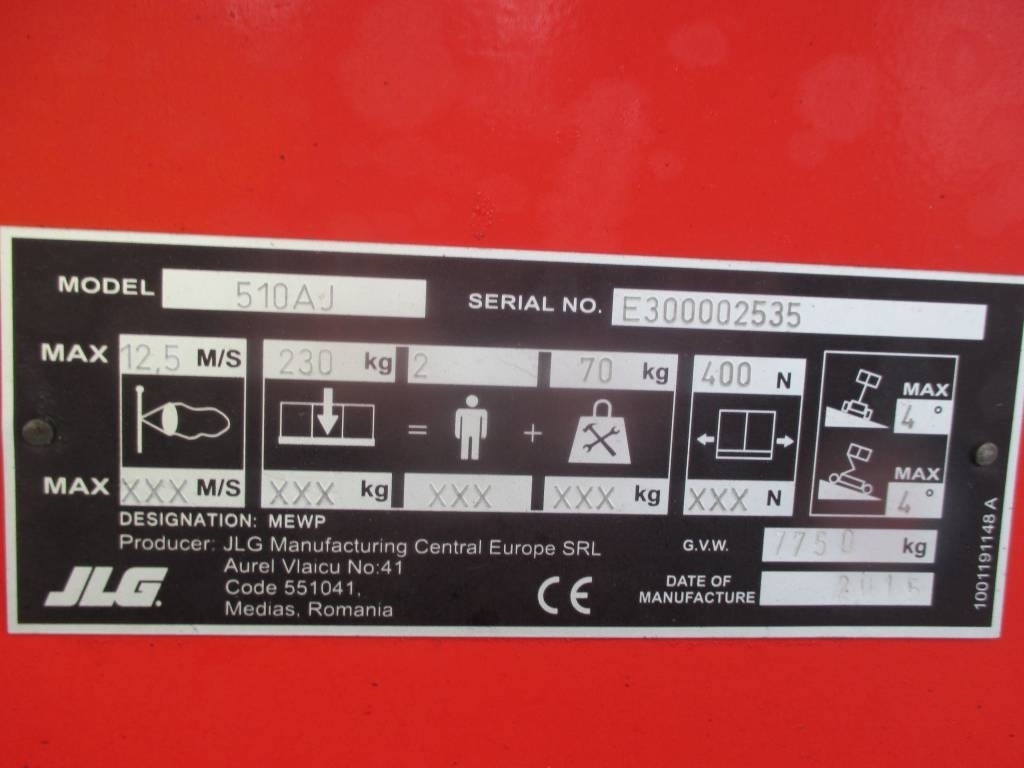 MODEL 510AJ SERIAL NO. E300002535
MAX 12,5 M/S 230 kg 2 70 kg 400 N
MAX 4°
= +
MAX 4°
MAX XXX M/S XXX kg XXX XXX kg XXX N
DESIGNATION: MEWP
Producer: JLG Manufacturing Central Europe SRL
Aurel Vlaicu No:41
Code 551041,
Medias, Romania
JLG.
CE
G.V.W. 7750 kg
DATE OF
MANUFACTURE
1001191148 A